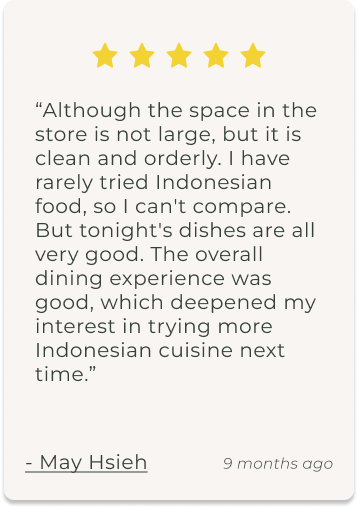 “Although the space in the
store is not large, but it is
clean and orderly. I have
rarely tried Indonesian
food, so I can't compare.
But tonight's dishes are all
very good. The overall
dining experience was
good, which deepened my
interest in trying more
Indonesian cuisine next
time.”
- May Hsieh
9 months ago